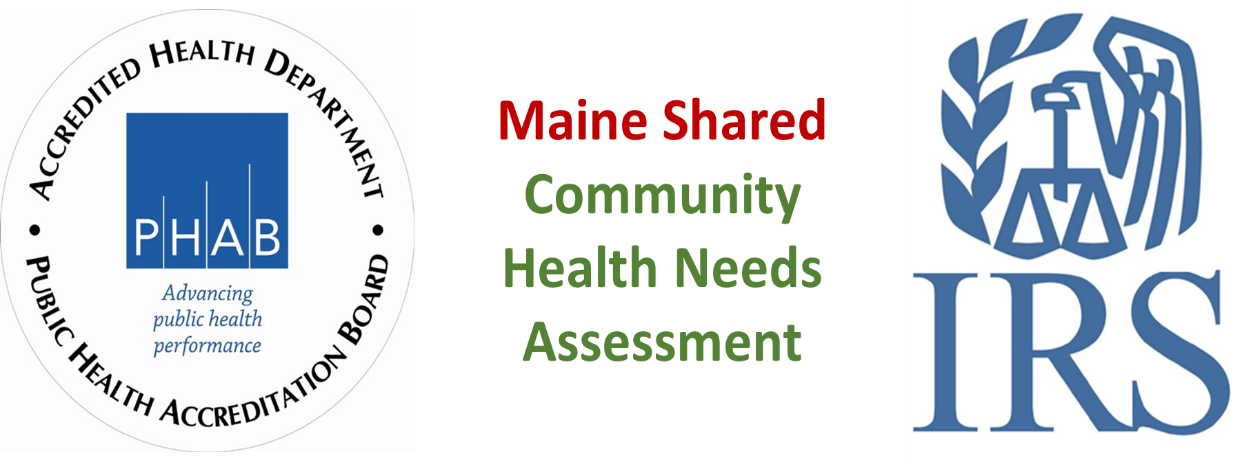 ACCREDITED HEALTH DEPARTMENT
PHAB
Advancing
public health
performance
• PUBLIC HEALTH ACCREDITATION BOARD •
Maine Shared
Community
Health Needs
Assessment
IRS